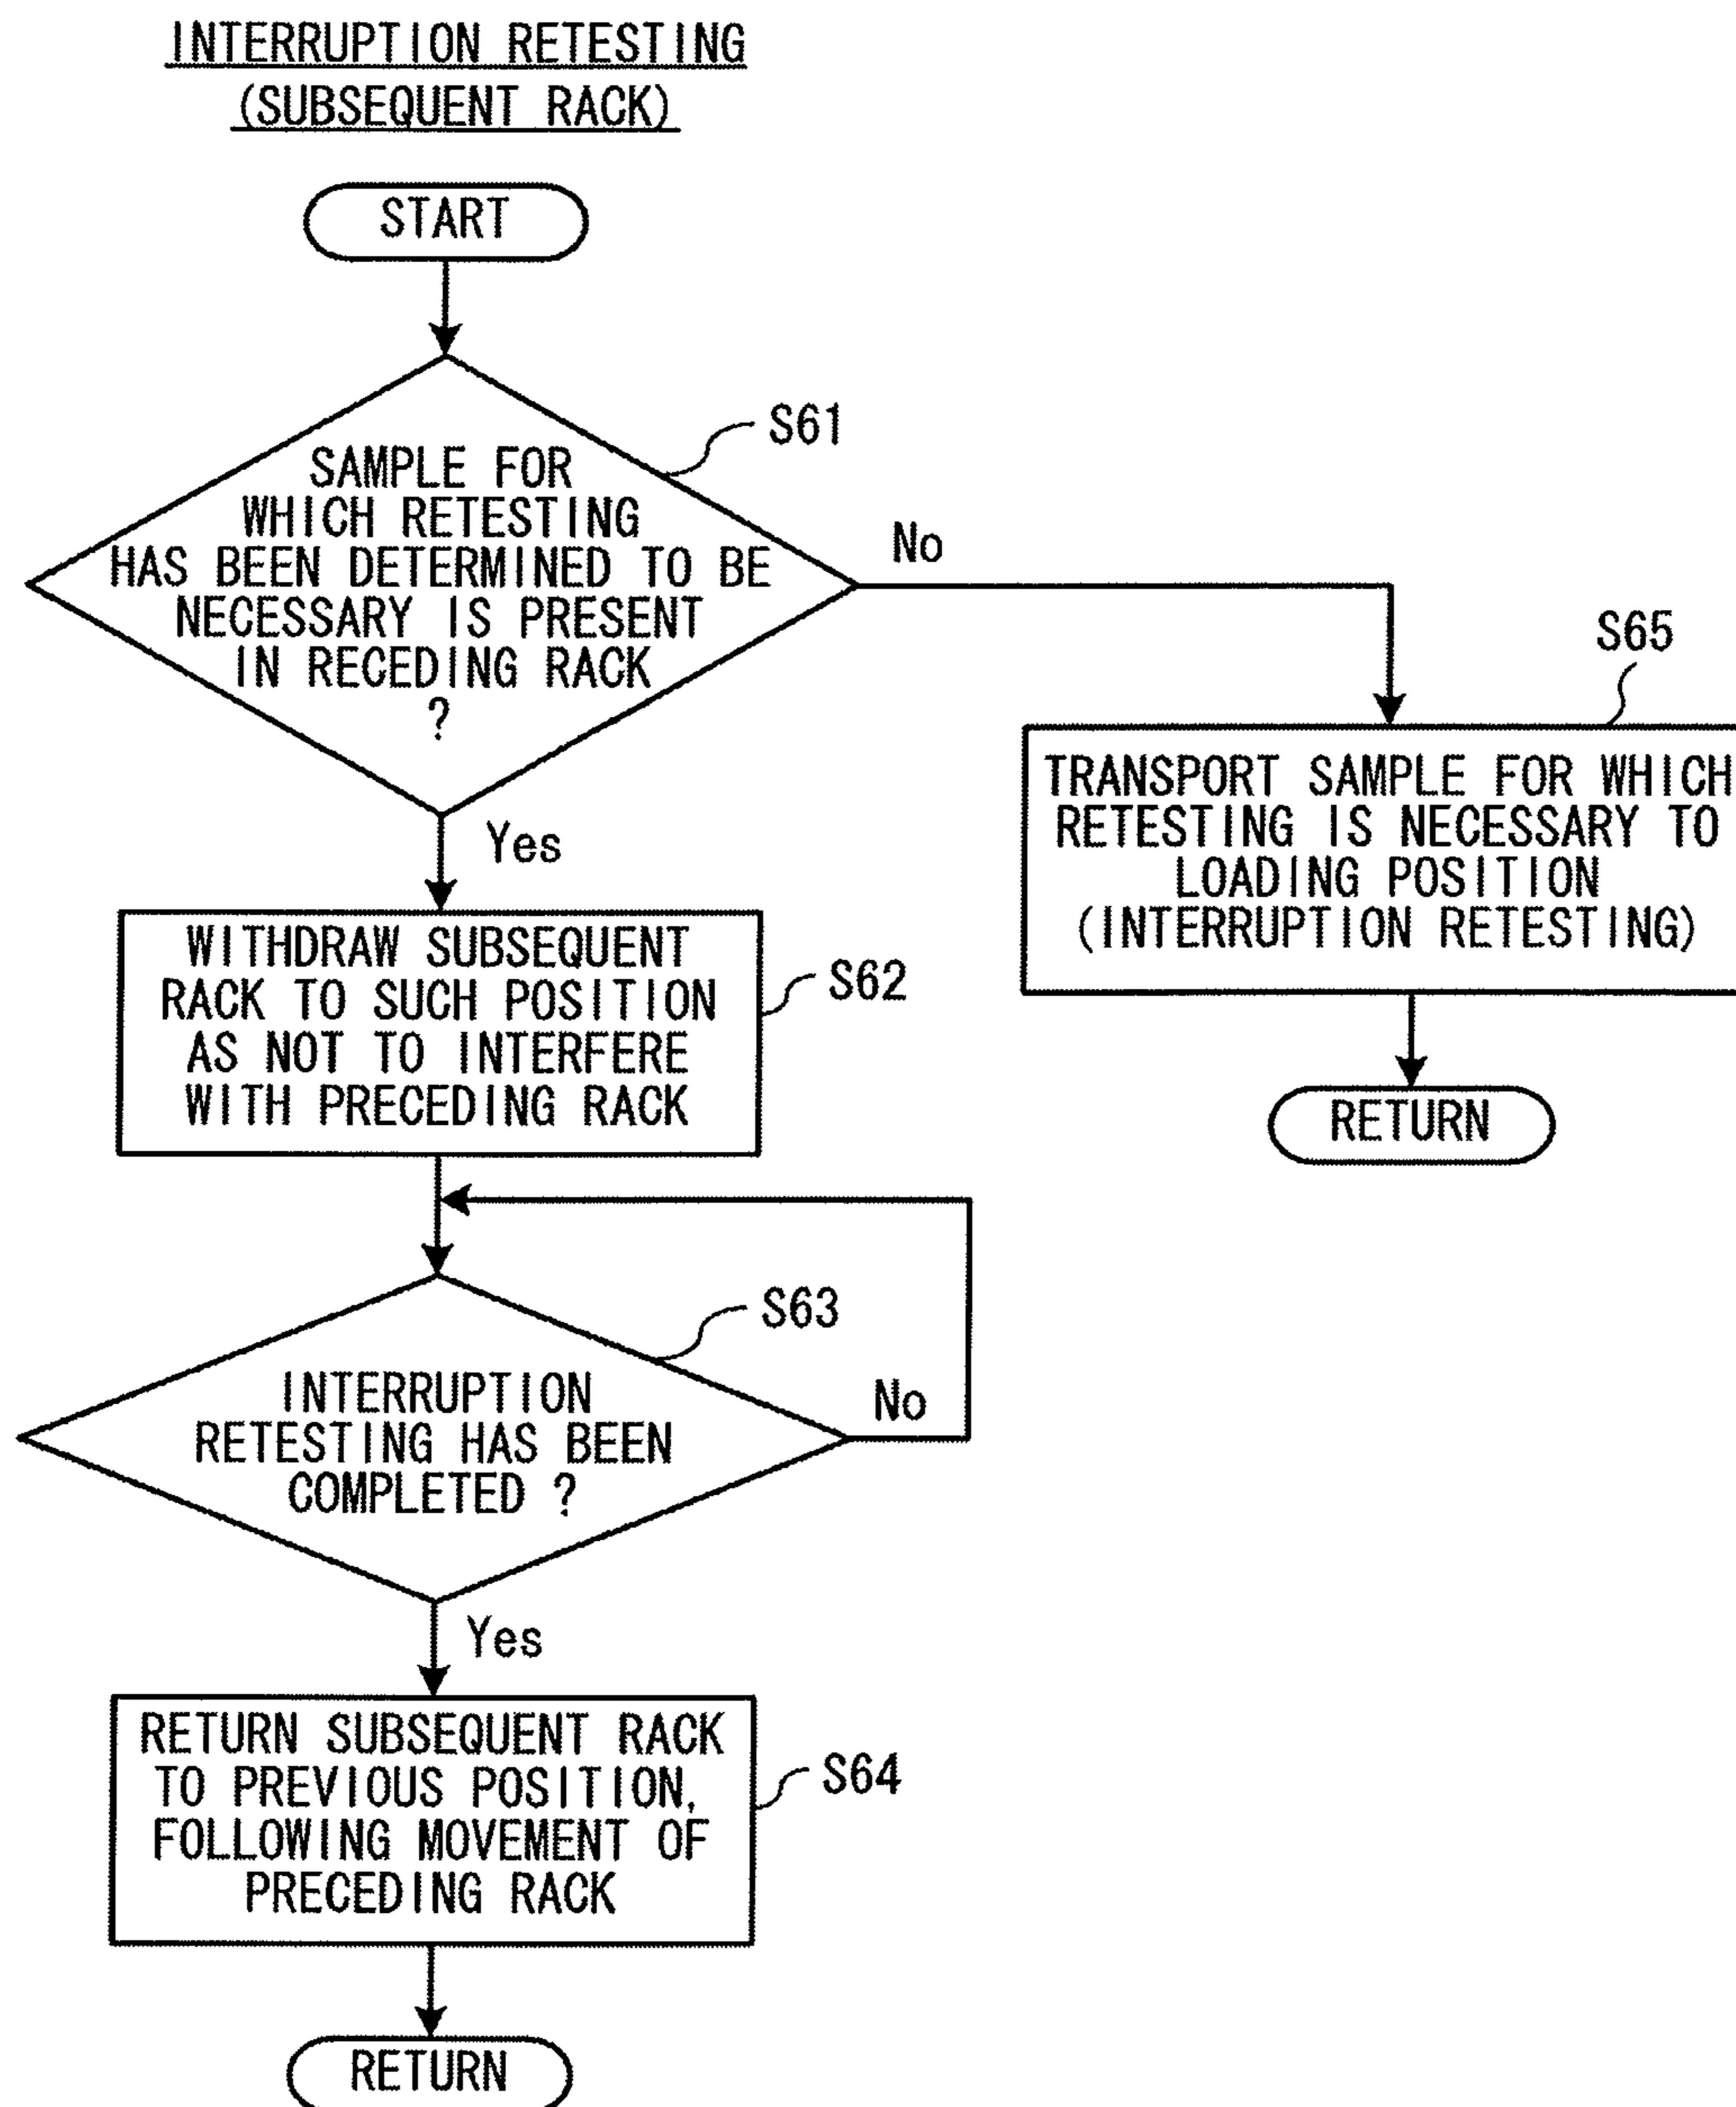 INTERRUPTION RETESTING
(SUBSEQUENT RACK)
START
S61
SAMPLE FOR
WHICH RETESTING
HAS BEEN DETERMINED TO BE
NECESSARY IS PRESENT
IN RECEDING RACK
?
No
Yes
S65
TRANSPORT SAMPLE FOR WHICH
RETESTING IS NECESSARY TO
LOADING POSITION
(INTERRUPTION RETESTING)
RETURN
WITHDRAW SUBSEQUENT
RACK TO SUCH POSITION
AS NOT TO INTERFERE
WITH PRECEDING RACK
S62
S63
INTERRUPTION
RETESTING HAS BEEN
COMPLETED ?
No
Yes
RETURN SUBSEQUENT RACK
TO PREVIOUS POSITION,
FOLLOWING MOVEMENT OF
PRECEDING RACK
S64
RETURN